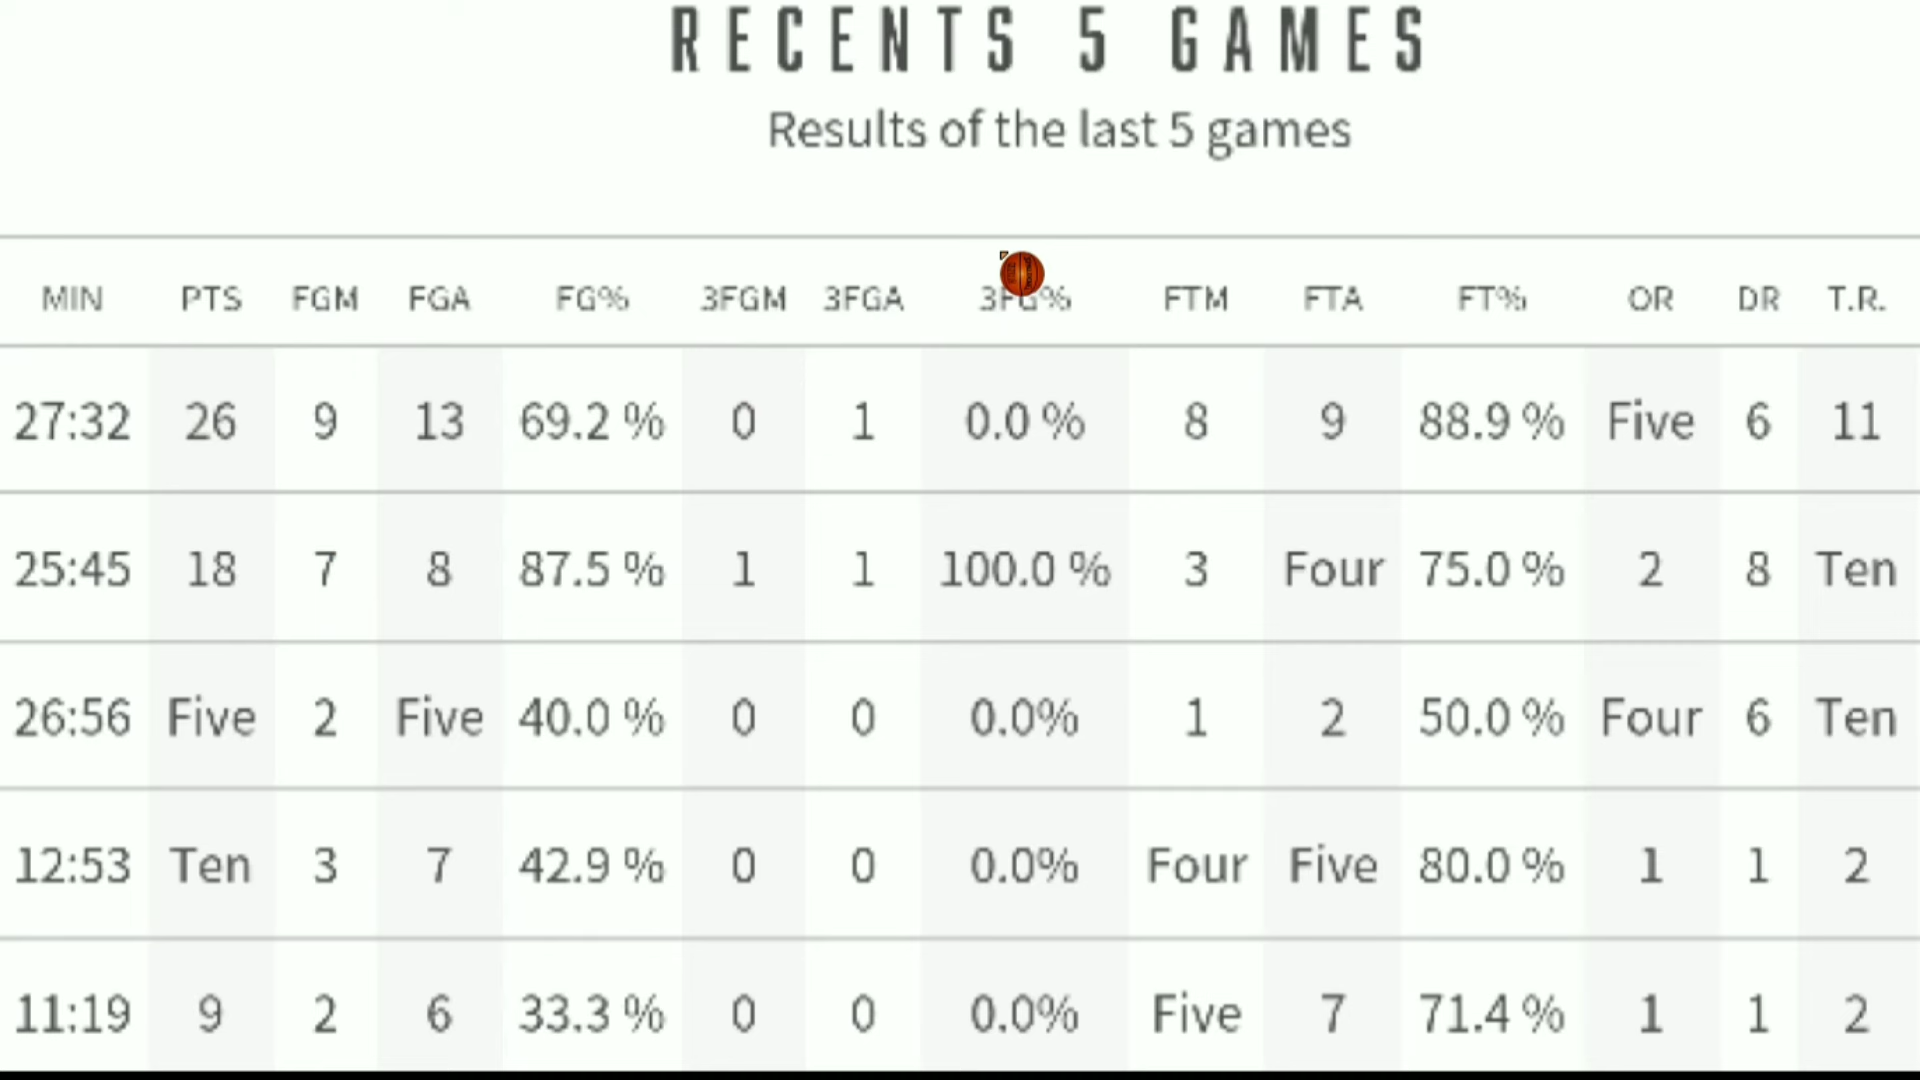 RECENTS 5 GAMES
Results of the last 5 games
MIN PTS FGM FGA FG% 3FGM 3FGA 3FG% FTM FTA FT% OR DR T.R.
27:32 26 9 13 69.2 % 0 1 0.0 % 8 9 88.9 % Five 6 11
25:45 18 7 8 87.5 % 1 1 100.0 % 3 Four 75.0 % 2 8 Ten
26:56 Five 2 Five 40.0 % 0 0 0.0% 1 2 50.0 % Four 6 Ten
12:53 Ten 3 7 42.9 % 0 0 0.0% Four Five 80.0 % 1 1 2
11:19 9 2 6 33.3 % 0 0 0.0% Five 7 71.4 % 1 1 2